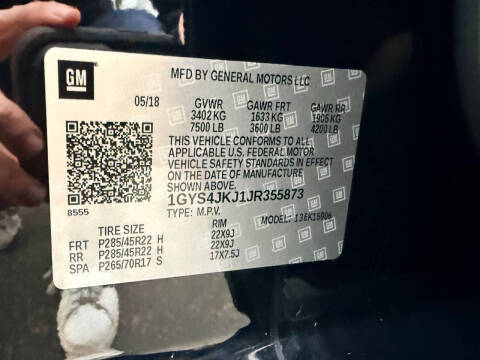 GM
MFD BY GENERAL MOTORS LLC
05/18 GVWR GAWR FRT GAWR RR
3402 KG 1633 KG 1905 KG
7500 LB 3600 LB 4200 LB
THIS VEHICLE CONFORMS TO ALL
APPLICABLE U.S. FEDERAL MOTOR
VEHICLE SAFETY STANDARDS IN EFFECT
ON THE DATE OF MANUFACTURE
SHOWN ABOVE.
1GYS4JKJ1JR355873
8555
TYPE: M.P.V. MODEL: 136K15906
TIRE SIZE RIM
FRT P285/45R22 H 22X9J
RR P285/45R22 H 22X9J
SPA P265/70R17 S 17X7.5J